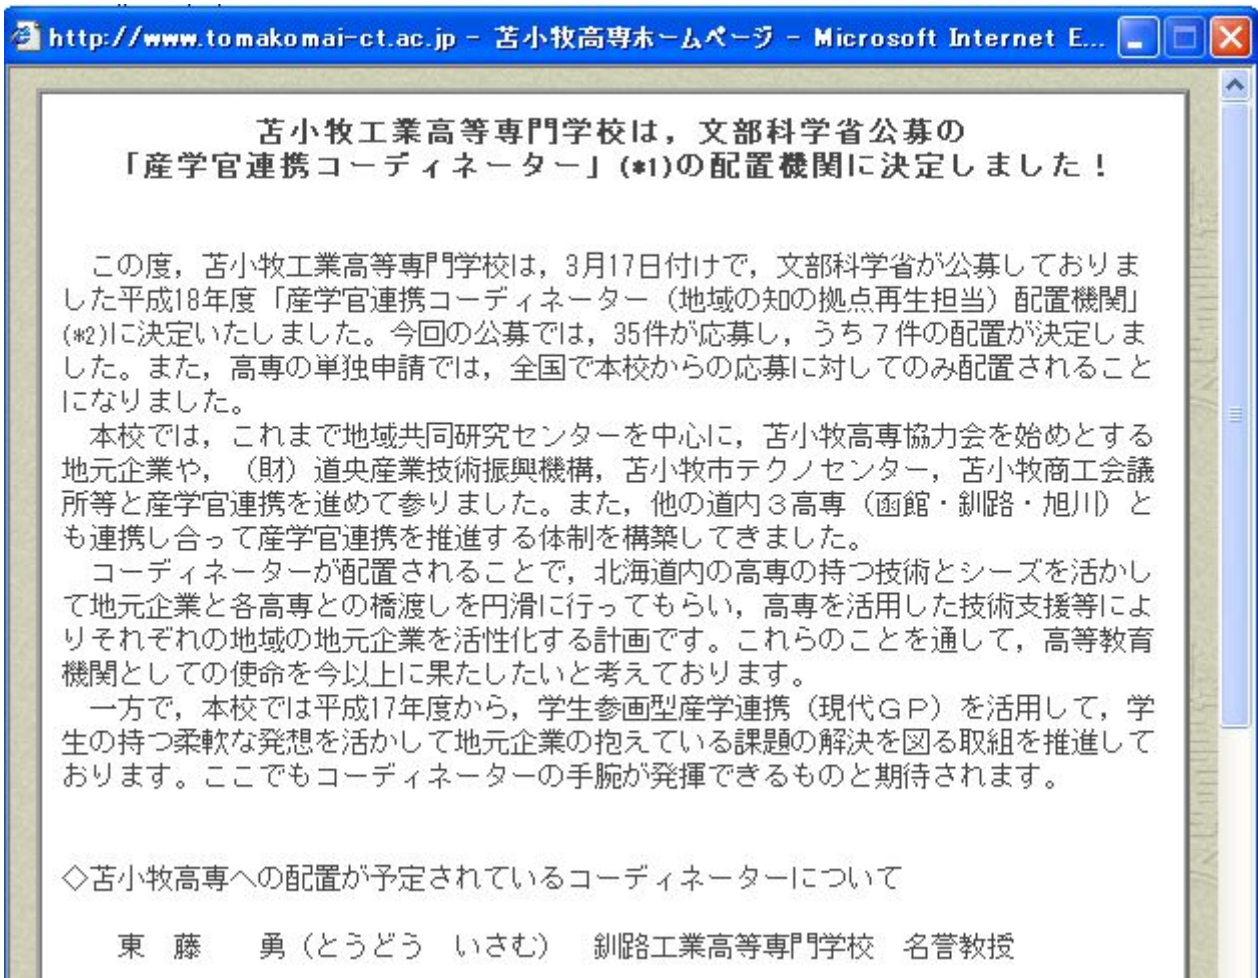 http://www.tomakomai-ct.ac.jp - 苫小牧高専ホームページ - Microsoft Internet E...
苫小牧工業高等専門学校は，文部科学省公募の
「産学官連携コーディネーター」(*1)の配置機関に決定しました！
この度，苫小牧工業高等専門学校は，3月17日付けで，文部科学省が公募しておりま
した平成18年度「産学官連携コーディネーター（地域の知の拠点再生担当）配置機関」
(*2)に決定いたしました。今回の公募では，35件が応募し，うち７件の配置が決定しま
した。また，高専の単独申請では，全国で本校からの応募に対してのみ配置されること
になりました。
本校では，これまで地域共同研究センターを中心に，苫小牧高専協力会を始めとする
地元企業や，（財）道央産業技術振興機構，苫小牧市テクノセンター，苫小牧商工会議
所等と産学官連携を進めて参りました。また，他の道内３高専（函館・釧路・旭川）と
も連携し合って産学官連携を推進する体制を構築してきました。
コーディネーターが配置されることで，北海道内の高専の持つ技術とシーズを活かし
て地元企業と各高専との橋渡しを円滑に行ってもらい，高専を活用した技術支援等によ
りそれぞれの地域の地元企業を活性化する計画です。これらのことを通して，高等教育
機関としての使命を今以上に果たしたいと考えております。
一方で，本校では平成17年度から，学生参画型産学連携（現代ＧＰ）を活用して，学
生の持つ柔軟な発想を活かして地元企業の抱えている課題の解決を図る取組を推進して
おります。ここでもコーディネーターの手腕が発揮できるものと期待されます。
◇苫小牧高専への配置が予定されているコーディネーターについて
東　藤　　勇（とうどう　いさむ）　釧路工業高等専門学校　名誉教授